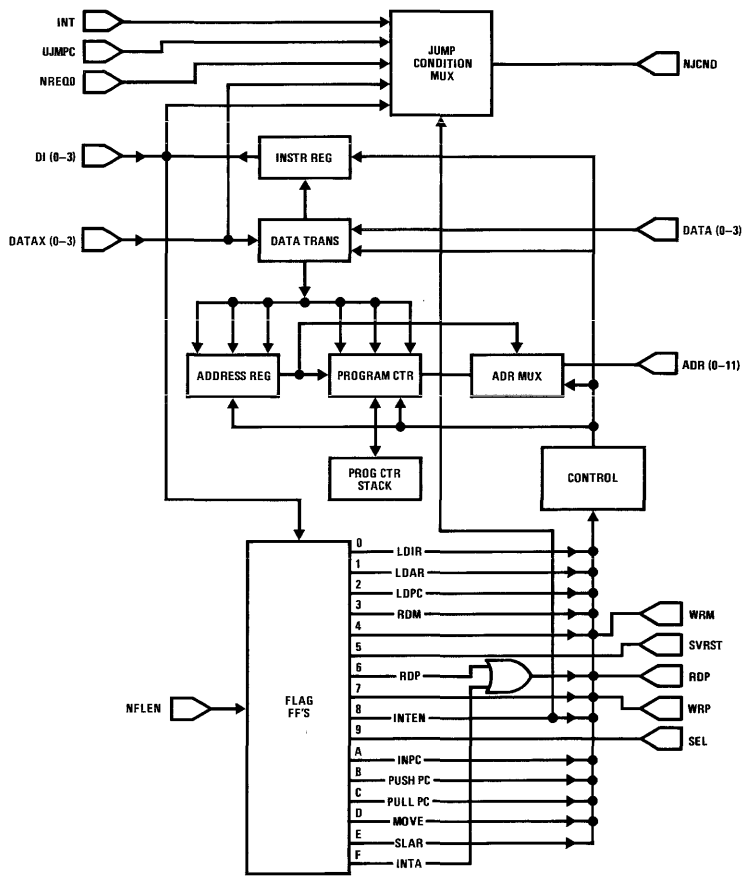 INT
UJMPC
NREQ0
JUMP
CONDITION
MUX
NJCND
DI (0–3)
INSTR REG
DATAX (0–3)
DATA TRANS
DATA (0–3)
ADDRESS REG
PROGRAM CTR
ADR MUX
ADR (0–11)
PROG CTR
STACK
CONTROL
0
LDIR
1
LDAR
2
LDPC
3
RDM
4
WRM
5
SVRST
6
RDP
RDP
NFLEN
FLAG
FF'S
7
WRP
8
INTEN
9
SEL
A
INPC
B
PUSH PC
C
PULL PC
D
MOVE
E
SLAR
F
INTA